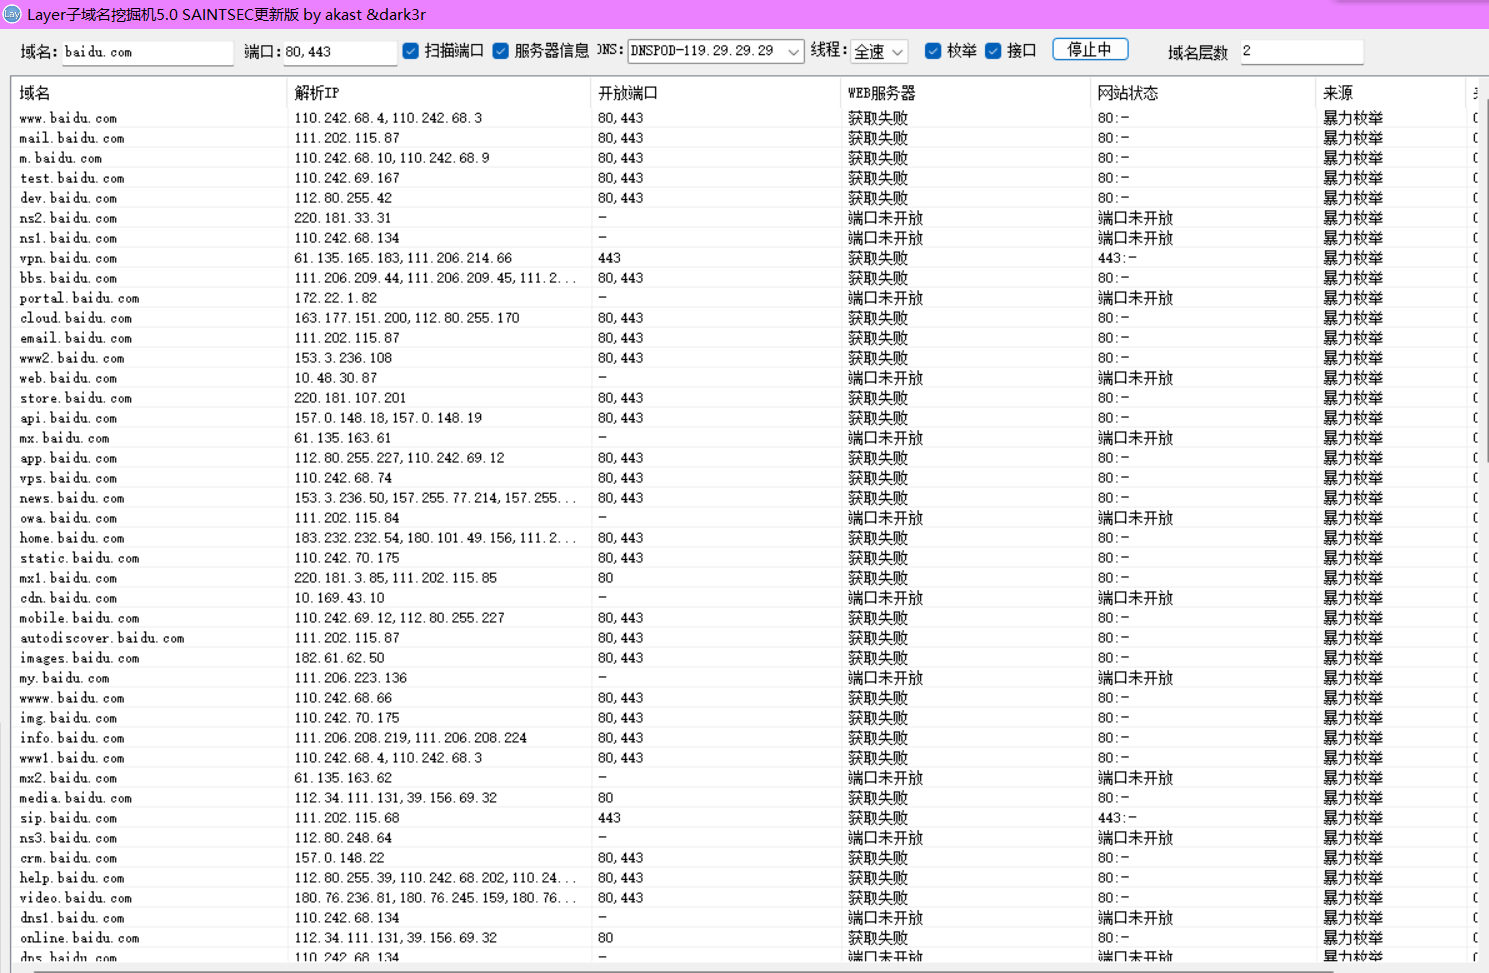 Layer子域名挖掘机5.0 SAINTSEC更新版 by akast &dark3r
域名: baidu.com 端口: 80,443 扫描端口 服务器信息 DNS: DNSPOD-119.29.29.29 线程: 全速 枚举 接口 停止中 域名层数 2
域名 解析IP 开放端口 WEB服务器 网站状态 来源
www.baidu.com 110.242.68.4,110.242.68.3 80,443 获取失败 80:- 暴力枚举
mail.baidu.com 111.202.115.87 80,443 获取失败 80:- 暴力枚举
m.baidu.com 110.242.68.10,110.242.68.9 80,443 获取失败 80:- 暴力枚举
test.baidu.com 110.242.69.167 80,443 获取失败 80:- 暴力枚举
dev.baidu.com 112.80.255.42 80,443 获取失败 80:- 暴力枚举
ns2.baidu.com 220.181.33.31 - 端口未开放 端口未开放 暴力枚举
ns1.baidu.com 110.242.68.134 - 端口未开放 端口未开放 暴力枚举
vpn.baidu.com 61.135.165.183,111.206.214.66 443 获取失败 443:- 暴力枚举
bbs.baidu.com 111.206.209.44,111.206.209.45,111.2... 80,443 获取失败 80:- 暴力枚举
portal.baidu.com 172.22.1.82 - 端口未开放 端口未开放 暴力枚举
cloud.baidu.com 163.177.151.200,112.80.255.170 80,443 获取失败 80:- 暴力枚举
email.baidu.com 111.202.115.87 80,443 获取失败 80:- 暴力枚举
www2.baidu.com 153.3.236.108 80,443 获取失败 80:- 暴力枚举
web.baidu.com 10.48.30.87 - 端口未开放 端口未开放 暴力枚举
store.baidu.com 220.181.107.201 80,443 获取失败 80:- 暴力枚举
api.baidu.com 157.0.148.18,157.0.148.19 80,443 获取失败 80:- 暴力枚举
mx.baidu.com 61.135.163.61 - 端口未开放 端口未开放 暴力枚举
app.baidu.com 112.80.255.227,110.242.69.12 80,443 获取失败 80:- 暴力枚举
vps.baidu.com 110.242.68.74 80,443 获取失败 80:- 暴力枚举
news.baidu.com 153.3.236.50,157.255.77.214,157.255... 80,443 获取失败 80:- 暴力枚举
owa.baidu.com 111.202.115.84 - 端口未开放 端口未开放 暴力枚举
home.baidu.com 183.232.232.54,180.101.49.156,111.2... 80,443 获取失败 80:- 暴力枚举
static.baidu.com 110.242.70.175 80,443 获取失败 80:- 暴力枚举
mx1.baidu.com 220.181.3.85,111.202.115.85 80 获取失败 80:- 暴力枚举
cdn.baidu.com 10.169.43.10 - 端口未开放 端口未开放 暴力枚举
mobile.baidu.com 110.242.69.12,112.80.255.227 80,443 获取失败 80:- 暴力枚举
autodiscover.baidu.com 111.202.115.87 80,443 获取失败 80:- 暴力枚举
images.baidu.com 182.61.62.50 80,443 获取失败 80:- 暴力枚举
my.baidu.com 111.206.223.136 - 端口未开放 端口未开放 暴力枚举
wwww.baidu.com 110.242.68.66 80,443 获取失败 80:- 暴力枚举
img.baidu.com 110.242.70.175 80,443 获取失败 80:- 暴力枚举
info.baidu.com 111.206.208.219,111.206.208.224 80,443 获取失败 80:- 暴力枚举
www1.baidu.com 110.242.68.4,110.242.68.3 80,443 获取失败 80:- 暴力枚举
mx2.baidu.com 61.135.163.62 - 端口未开放 端口未开放 暴力枚举
media.baidu.com 112.34.111.131,39.156.69.32 80 获取失败 80:- 暴力枚举
sip.baidu.com 111.202.115.68 443 获取失败 443:- 暴力枚举
ns3.baidu.com 112.80.248.64 - 端口未开放 端口未开放 暴力枚举
crm.baidu.com 157.0.148.22 80,443 获取失败 80:- 暴力枚举
help.baidu.com 112.80.255.39,110.242.68.202,110.24... 80,443 获取失败 80:- 暴力枚举
video.baidu.com 180.76.236.81,180.76.245.159,180.76... 80,443 获取失败 80:- 暴力枚举
dns1.baidu.com 110.242.68.134 - 端口未开放 端口未开放 暴力枚举
online.baidu.com 112.34.111.131,39.156.69.32 80 获取失败 80:- 暴力枚举
dns.baidu.com 110.242.68.134 - 端口未开放 端口未开放 暴力枚举